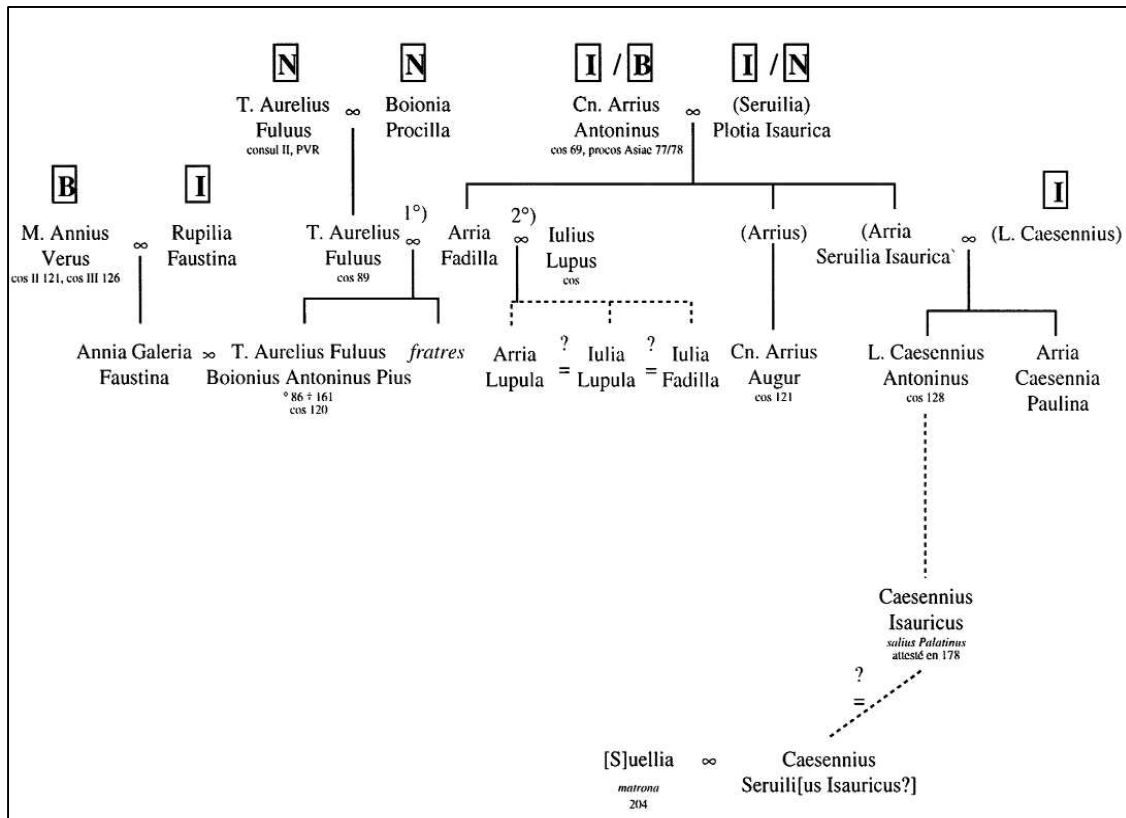 N N I / B I / N
T. Aurelius ∞ Boionia Cn. Arrius ∞ (Seruilia)
Fuluus Procilla Antoninus Plotia Isaurica
consul II, PVR cos 69, procos Asiae 77/78
B I I
M. Annius ∞ Rupilia T. Aurelius 1°) ∞ Arria 2°) ∞ Iulius (Arrius) (Arria ∞ (L. Caesennius)
Verus Faustina Fuluus Fadilla Lupus Seruilia Isaurica`
cos II 121, cos III 126 cos 89 cos
Annia Galeria ∞ T. Aurelius Fuluus fratres Arria ? = Iulia ? = Iulia Cn. Arrius L. Caesennius Arria
Faustina Boionius Antoninus Pius Lupula Lupula Fadilla Augur Antoninus Caesennia
° 86 † 161 cos 121 cos 128 Paulina
cos 120
Caesennius
Isauricus
salius Palatinus
attesté en 178
?
=
[S]uellia ∞ Caesennius
matrona Seruili[us Isauricus?]
204